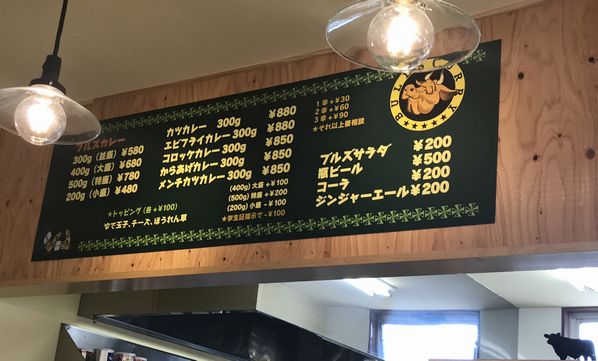 ブルズカレー
300g (並盛) ¥580
400g (大盛) ¥680
500g (特盛) ¥780
200g (小盛) ¥480
カツカレー 300g ¥880
エビフライカレー 300g ¥880
コロッケカレー 300g ¥850
からあげカレー 300g ¥850
メンチカツカレー 300g ¥850
(400g) 大盛 +¥100
(500g) 特盛 +¥200
(200g) 小盛 -¥100
★学生証提示で -¥100
★トッピング (各+¥100)
ゆで玉子、チーズ、ほうれん草
1辛 +¥30
2辛 +¥60
3辛 +¥90
★それ以上要相談
BULL'S CURRY
ブルズサラダ ¥200
瓶ビール ¥500
コーラ ¥200
ジンジャーエール ¥200